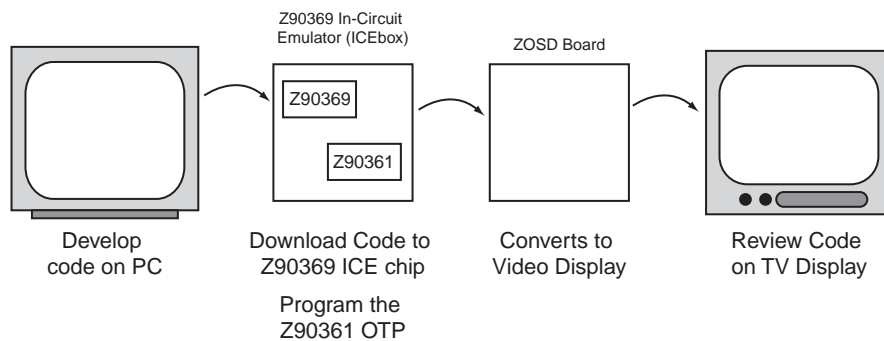 Z90369 In-Circuit
Emulator (ICEbox)
ZOSD Board
Z90369
Z90361
Develop
code on PC
Download Code to
Z90369 ICE chip
Program the
Z90361 OTP
Converts to
Video Display
Review Code
on TV Display